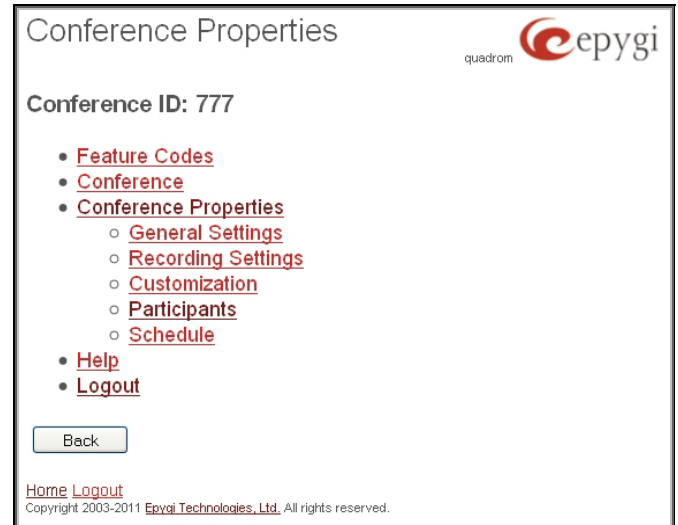 Conference Properties
quadrom epygi
Conference ID: 777
Feature Codes
Conference
Conference Properties
General Settings
Recording Settings
Customization
Participants
Schedule
Help
Logout
Back
Home Logout
Copyright 2003-2011 Epygi Technologies, Ltd. All rights reserved.